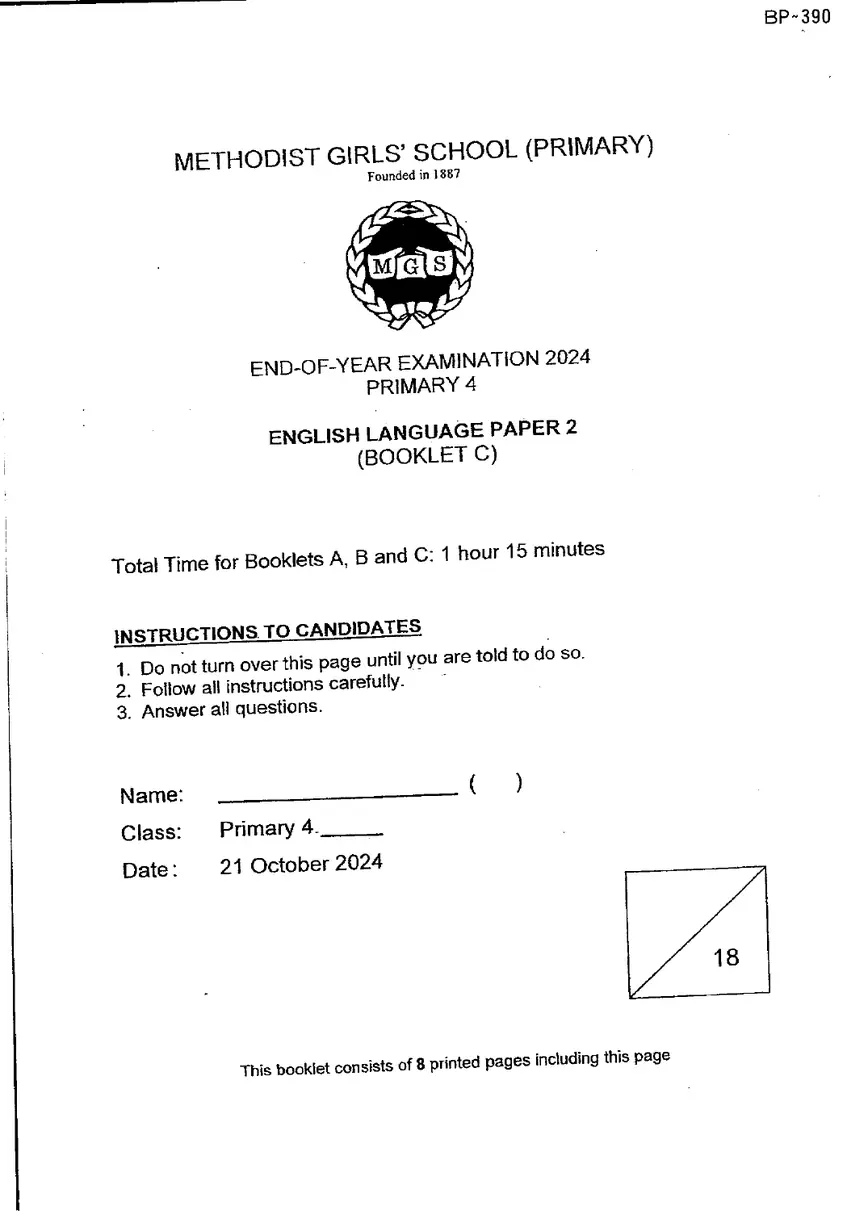 BP-390
METHODIST GIRLS' SCHOOL (PRIMARY)
Founded in 1887
M G S
END-OF-YEAR EXAMINATION 2024
PRIMARY 4
ENGLISH LANGUAGE PAPER 2
(BOOKLET C)
Total Time for Booklets A, B and C: 1 hour 15 minutes
INSTRUCTIONS TO CANDIDATES
1. Do not turn over this page until you are told to do so.
2. Follow all instructions carefully.
3. Answer all questions.
Name: ____________________ ( )
Class: Primary 4._____
Date : 21 October 2024
18
This booklet consists of 8 printed pages including this page